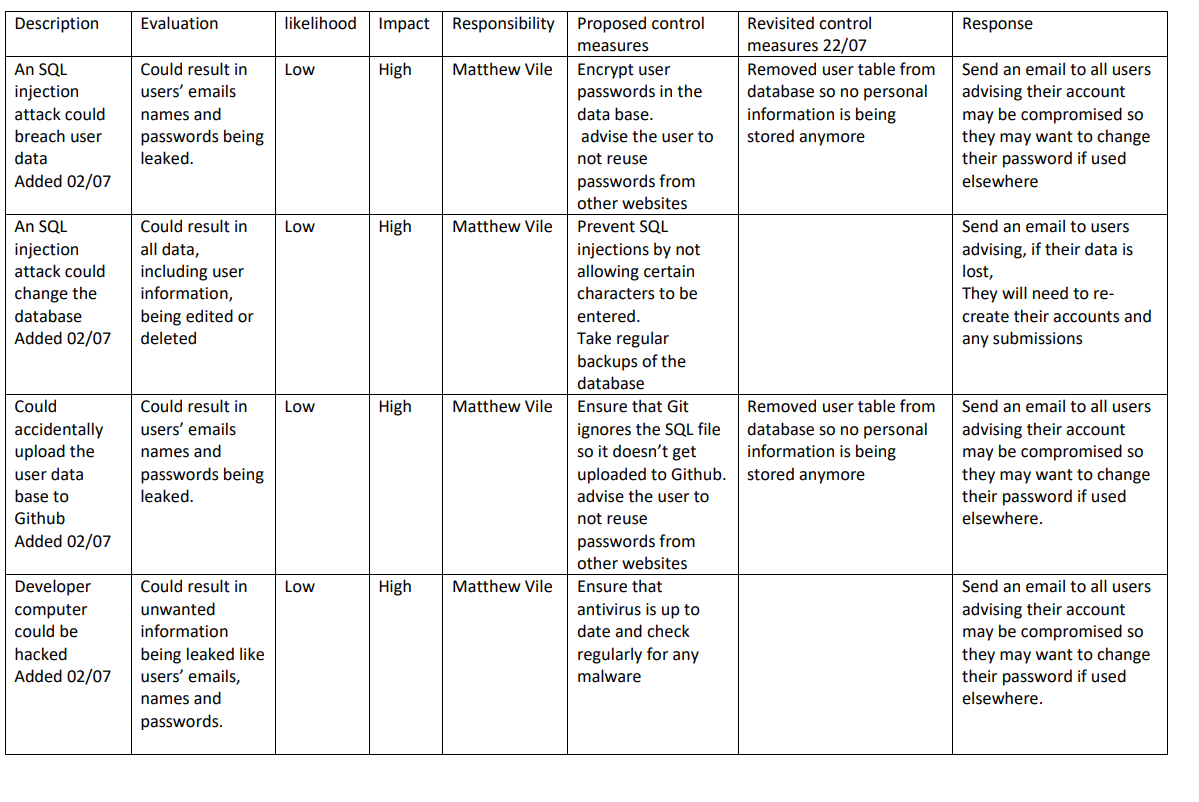 Description
Evaluation
likelihood
Impact
Responsibility
Proposed control
measures
Revisited control
measures 22/07
Response
An SQL
injection
attack could
breach user
data
Added 02/07
Could result in
users’ emails
names and
passwords being
leaked.
Low
High
Matthew Vile
Encrypt user
passwords in the
data base.
advise the user to
not reuse
passwords from
other websites
Removed user table from
database so no personal
information is being
stored anymore
Send an email to all users
advising their account
may be compromised so
they may want to change
their password if used
elsewhere
An SQL
injection
attack could
change the
database
Added 02/07
Could result in
all data,
including user
information,
being edited or
deleted
Low
High
Matthew Vile
Prevent SQL
injections by not
allowing certain
characters to be
entered.
Take regular
backups of the
database
Send an email to users
advising, if their data is
lost,
They will need to re-
create their accounts and
any submissions
Could
accidentally
upload the
user data
base to
Github
Added 02/07
Could result in
users’ emails
names and
passwords being
leaked.
Low
High
Matthew Vile
Ensure that Git
ignores the SQL file
so it doesn’t get
uploaded to Github.
advise the user to
not reuse
passwords from
other websites
Removed user table from
database so no personal
information is being
stored anymore
Send an email to all users
advising their account
may be compromised so
they may want to change
their password if used
elsewhere.
Developer
computer
could be
hacked
Added 02/07
Could result in
unwanted
information
being leaked like
users’ emails,
names and
passwords.
Low
High
Matthew Vile
Ensure that
antivirus is up to
date and check
regularly for any
malware
Send an email to all users
advising their account
may be compromised so
they may want to change
their password if used
elsewhere.